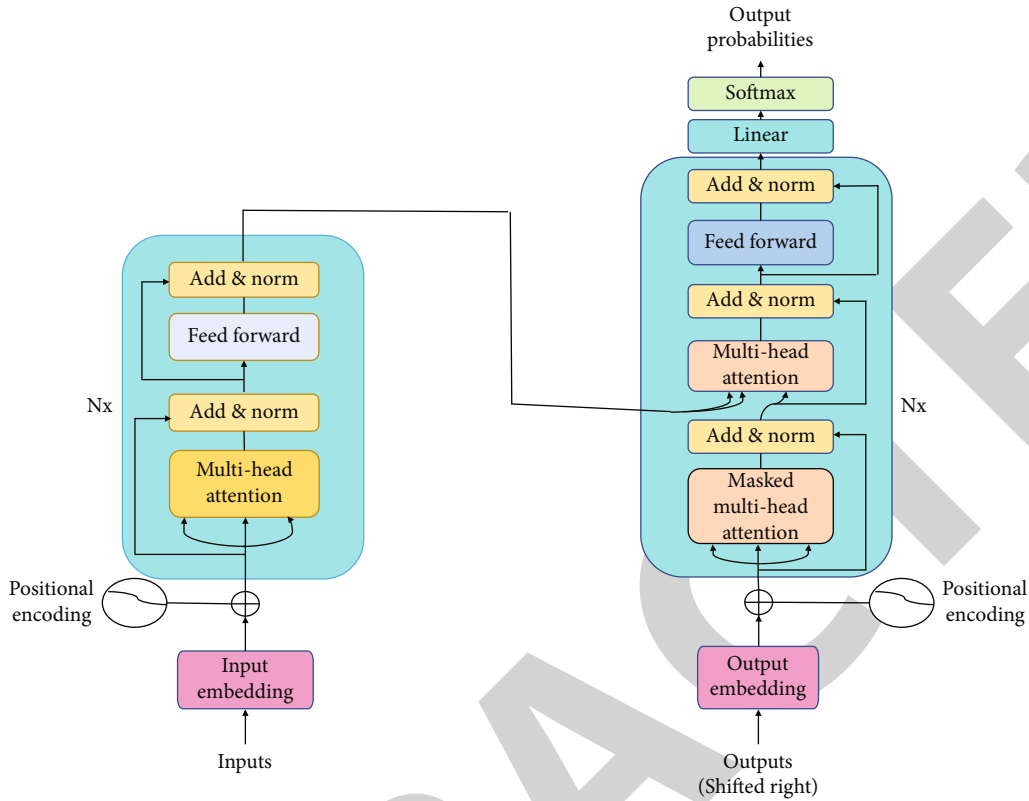 Output
probabilities
Softmax
Linear
Add & norm
Feed forward
Add & norm
Multi-head
attention
Add & norm
Masked
multi-head
attention
Nx
Positional
encoding
Output
embedding
Outputs
(Shifted right)
Add & norm
Feed forward
Add & norm
Multi-head
attention
Nx
Positional
encoding
Input
embedding
Inputs